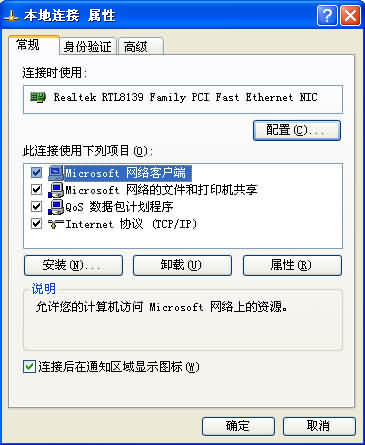 本地连接 属性
常规 身份验证 高级
连接时使用:
Realtek RTL8139 Family PCI Fast Ethernet NIC
配置(C)...
此连接使用下列项目(O):
Microsoft 网络客户端
Microsoft 网络的文件和打印机共享
QoS 数据包计划程序
Internet 协议 (TCP/IP)
安装(N)... 卸载(U) 属性(R)
说明
允许您的计算机访问 Microsoft 网络上的资源。
连接后在通知区域显示图标(W)
确定 取消